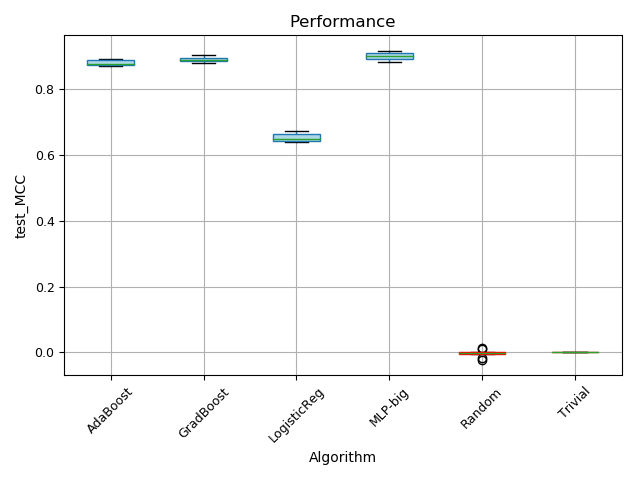 Performance
test_MCC
0.8
0.6
0.4
0.2
0.0
AdaBoost
GradBoost
LogisticReg
MLP-big
Random
Trivial
Algorithm